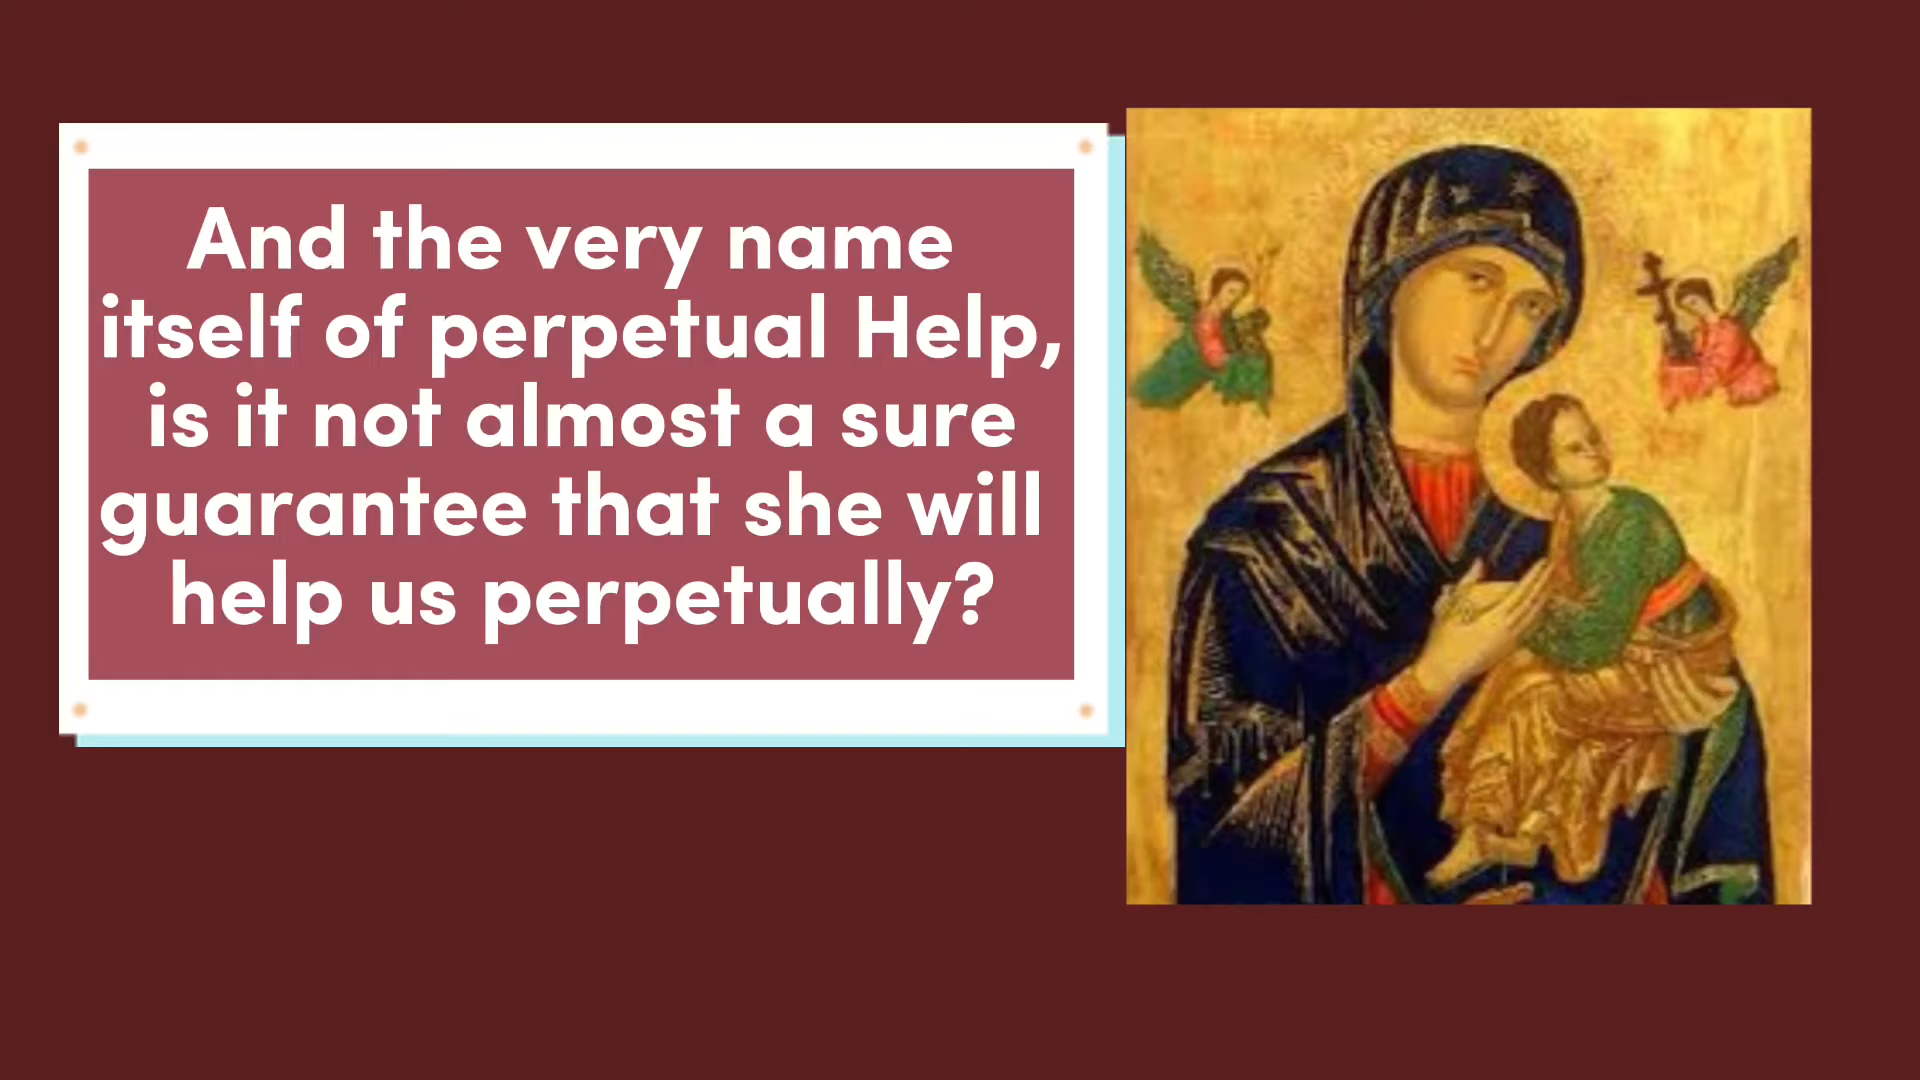 And the very name
itself of perpetual Help,
is it not almost a sure
guarantee that she will
help us perpetually?